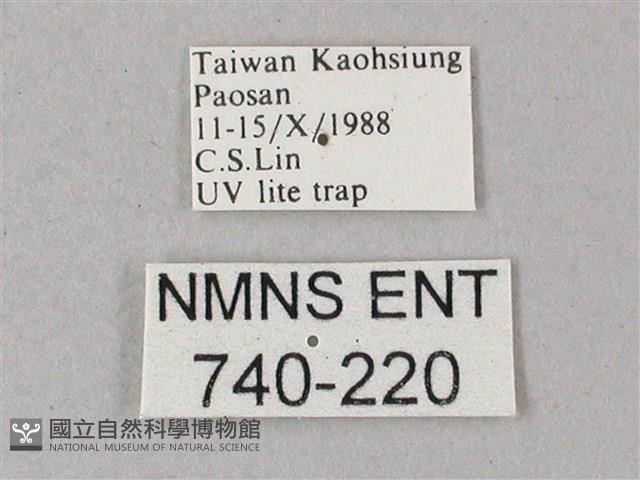 Taiwan Kaohsiung
Paosan
11-15/X/1988
C.S.Lin
UV lite trap
NMNS ENT
740-220
國立自然科學博物館
NATIONAL MUSEUM OF NATURAL SCIENCE